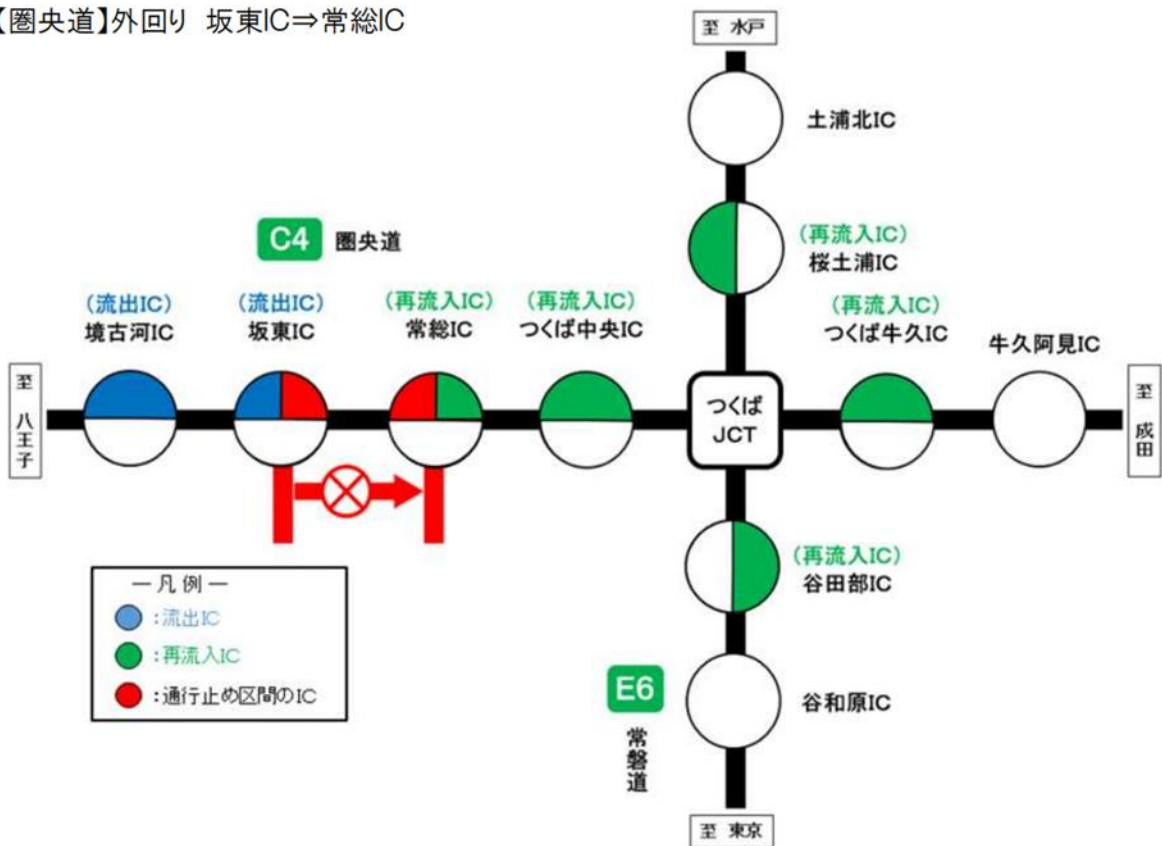 【圏央道】外回り 坂東IC⇒常総IC
至 水戸
土浦北IC
C4 圏央道
(再流入IC)
桜土浦IC
(流出IC)
境古河IC
(流出IC)
坂東IC
(再流入IC)
常総IC
(再流入IC)
つくば中央IC
(再流入IC)
つくば牛久IC
牛久阿見IC
至 八王子
つくば
JCT
至 成田
(再流入IC)
谷田部IC
―凡例―
:流出IC
:再流入IC
:通行止め区間のIC
E6
常磐道
谷和原IC
至 東京